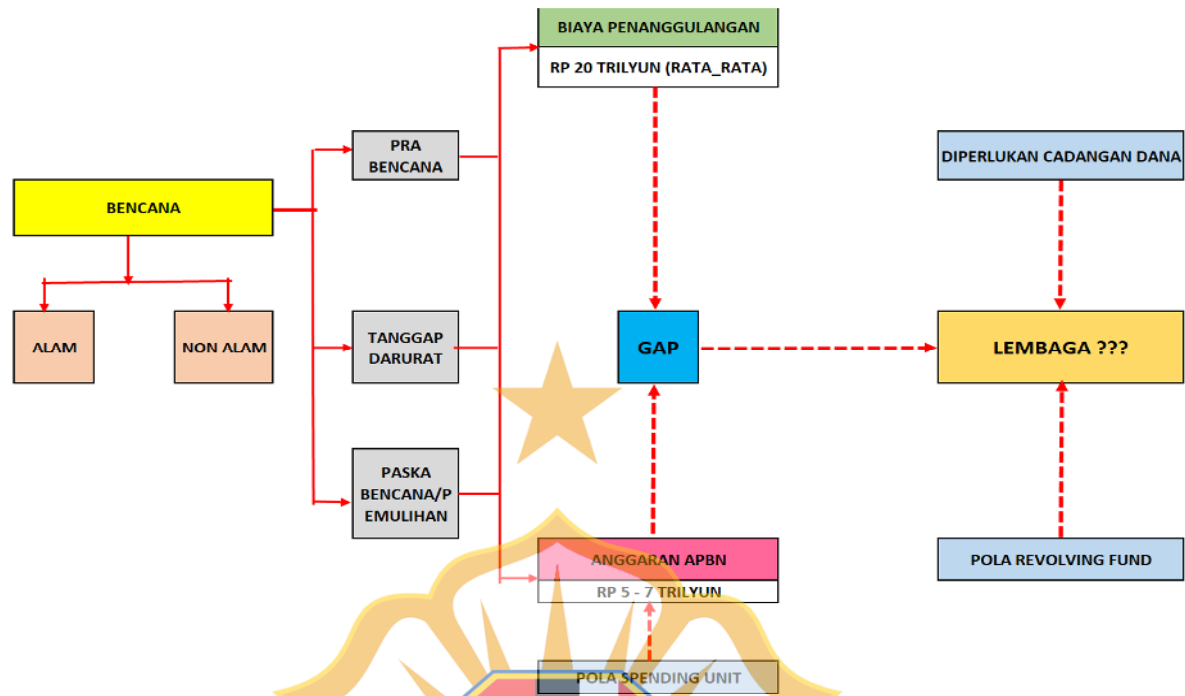 BIAYA PENANGGULANGAN
RP 20 TRILYUN (RATA_RATA)
PRA
BENCANA
DIPERLUKAN CADANGAN DANA
BENCANA
ALAM
NON ALAM
TANGGAP
DARURAT
GAP
LEMBAGA ???
PASKA
BENCANA/P
EMULIHAN
ANGGARAN APBN
RP 5 - 7 TRILYUN
POLA REVOLVING FUND
POLA SPENDING UNIT